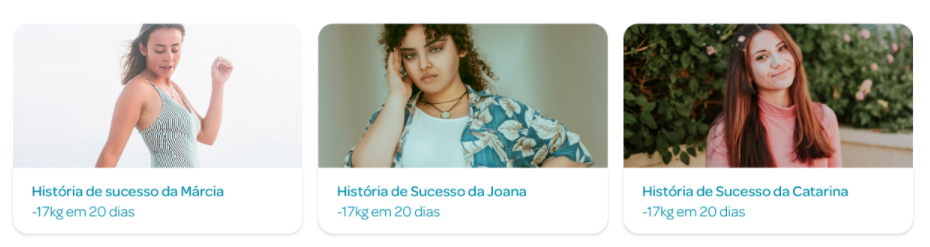 História de sucesso da Márcia
-17kg em 20 dias
História de Sucesso da Joana
-17kg em 20 dias
História de Sucesso da Catarina
-17kg em 20 dias